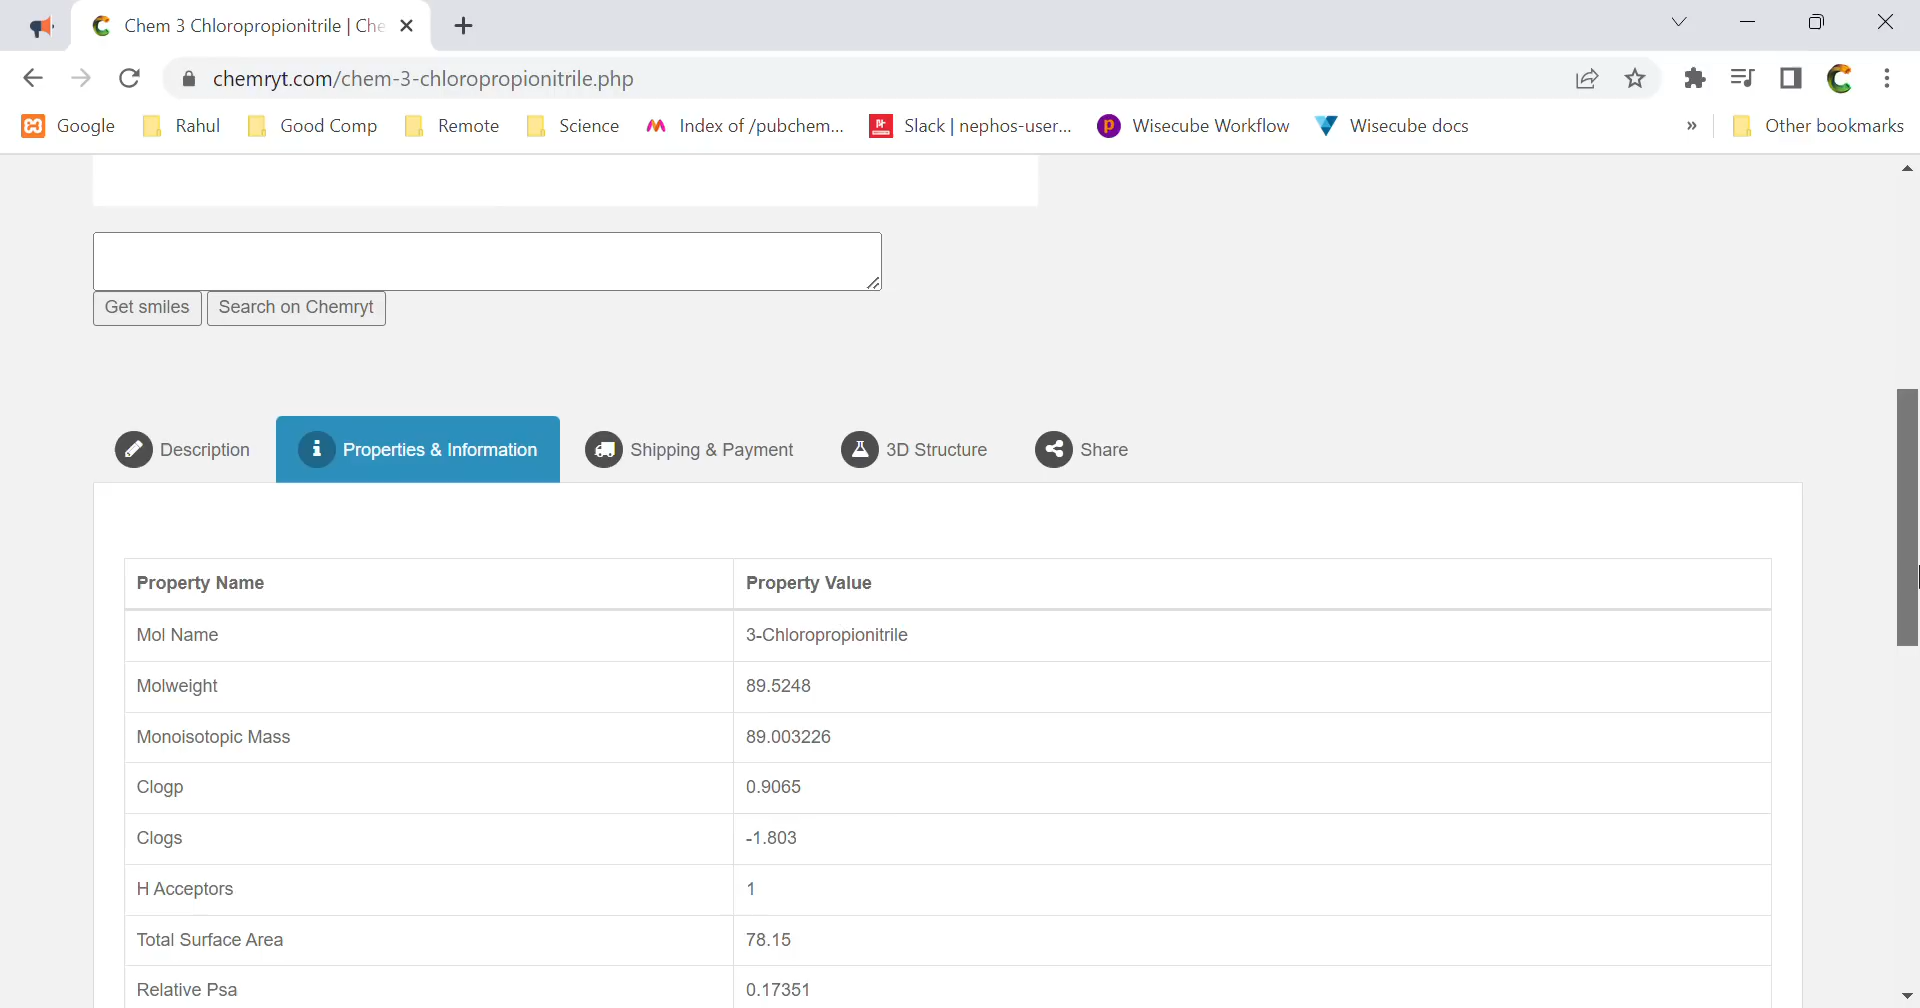 Chem 3 Chloropropionitrile | Che
chemryt.com/chem-3-chloropropionitrile.php
Google Rahul Good Comp Remote Science Index of /pubchem... Slack | nephos-user... Wisecube Workflow Wisecube docs » Other bookmarks
Get smiles Search on Chemryt
Description Properties & Information Shipping & Payment 3D Structure Share
Property Name Property Value
Mol Name 3-Chloropropionitrile
Molweight 89.5248
Monoisotopic Mass 89.003226
Clogp 0.9065
Clogs -1.803
H Acceptors 1
Total Surface Area 78.15
Relative Psa 0.17351